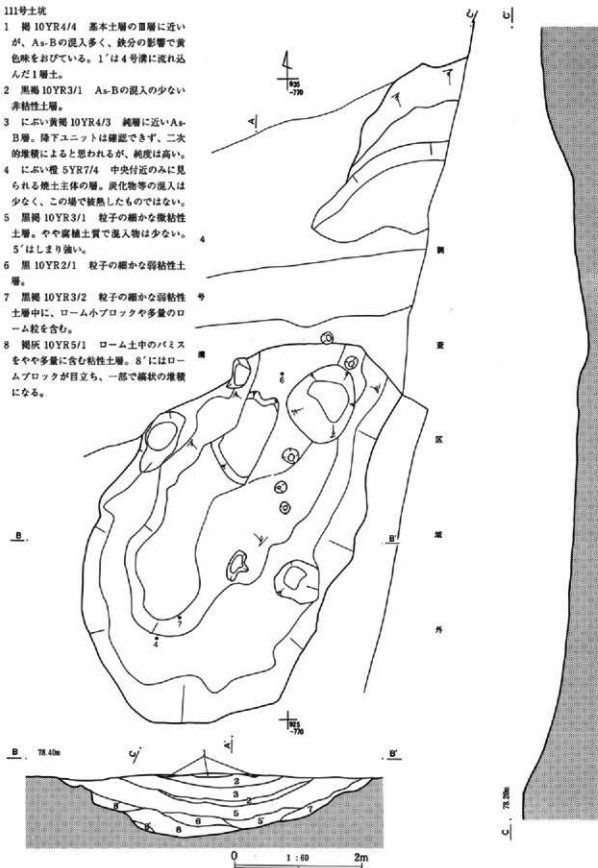 111号土坑
1 褐 10YR4/4 基本土層のⅢ層に近い
が、As-Bの混入多く、鉄分の影響で黄
色味をおびている。1′は4号溝に流れ込
んだ1層土。
2 黒褐 10YR3/1 As-Bの混入の少ない
非粘性土層。
3 にぶい黄褐 10YR4/3 純層に近いAs-
B層。降下ユニットは確認できず、二次
的堆積によると思われるが、純度は高い。
4 にぶい橙 5YR7/4 中央付近のみに見
られる焼土主体の層。炭化物等の混入は
少なく、この場で被熱したものではない。
5 黒褐 10YR3/1 粒子の細かな微粘性
土層。やや腐植土質で混入物は少ない。
5′はしまり強い。
6 黒 10YR2/1 粒子の細かな弱粘性土
層。
7 黒褐 10YR3/2 粒子の細かな弱粘性
土層中に、ローム小ブロックや多量のロ
ーム粒を含む。
8 褐灰 10YR5/1 ローム土中のパミス
をやや多量に含む粘性土層。8′にはロー
ムブロックが目立ち、一部で縞状の堆積
になる。
935
-770
A
C′
4号溝
調査区域外
6
7
4
B
B′
925
-770
C′
78.20m
C
B 78.40m
C′
A′
B′
1
2
3
2
5
5′
6
7
8
8′
9
0 1:60 2m